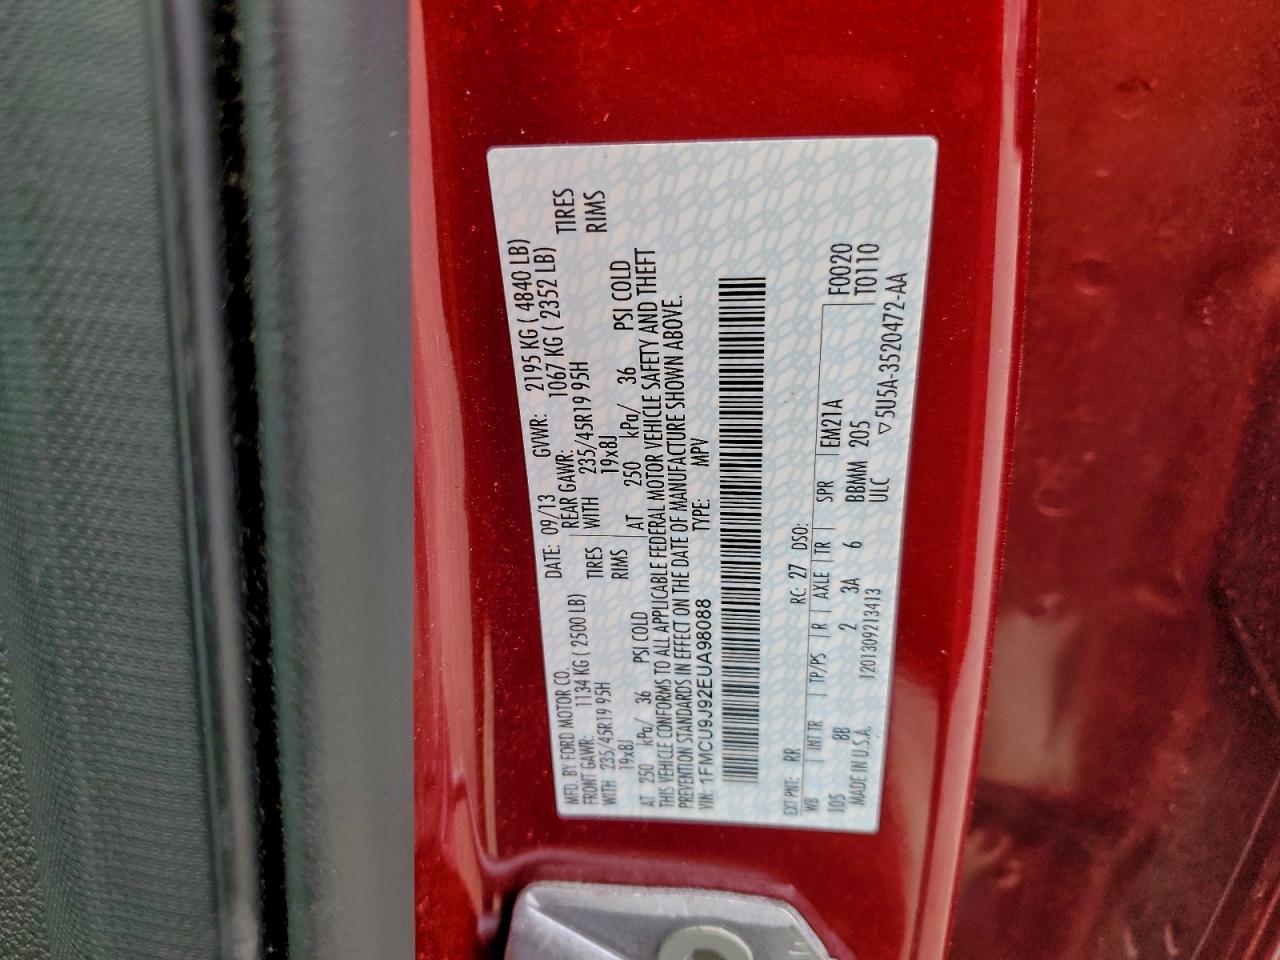 MFD. BY FORD MOTOR CO.
DATE: 09/13 GVWR: 2195 KG ( 4840 LB)
FRONT GAWR: 1134 KG ( 2500 LB) REAR GAWR: 1067 KG ( 2352 LB)
WITH 235/45R19 95H TIRES WITH 235/45R19 95H TIRES
19x8J RIMS 19x8J RIMS
AT 250 kPa/ 36 PSI COLD AT 250 kPa/ 36 PSI COLD
THIS VEHICLE CONFORMS TO ALL APPLICABLE FEDERAL MOTOR VEHICLE SAFETY AND THEFT
PREVENTION STANDARDS IN EFFECT ON THE DATE OF MANUFACTURE SHOWN ABOVE.
VIN: 1FMCU9J92EUA98088 TYPE: MPV
EXT PNT: RR RC: 27 DSO:
WB INT TR TP/PS R AXLE TR SPR EM21A F0020
105 8B 2 3A 6 BBMM 205 T0110
MADE IN U.S.A. 1201309213413 ULC ▽5U5A-3520472-AA